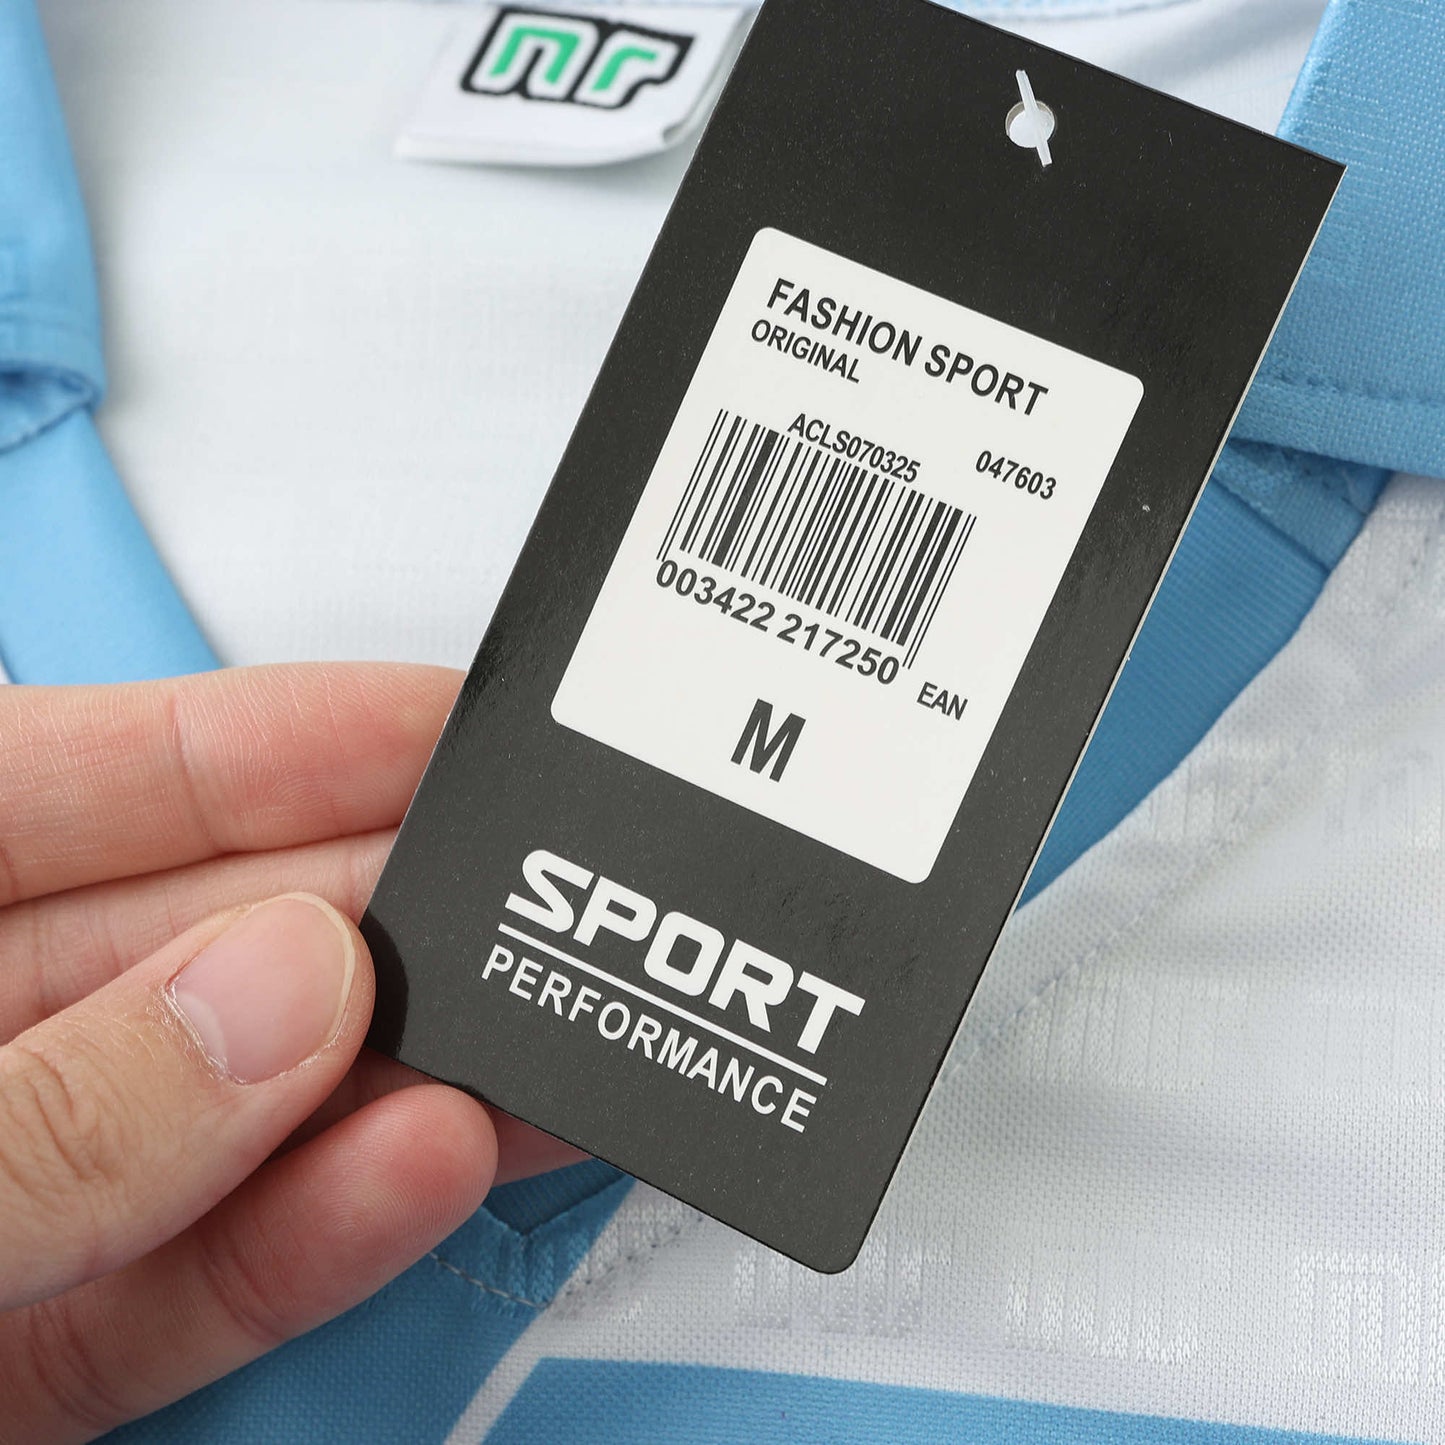 nr
FASHION SPORT
ORIGINAL
ACLS070325 047603
003422 217250 EAN
M
SPORT
PERFORMANCE